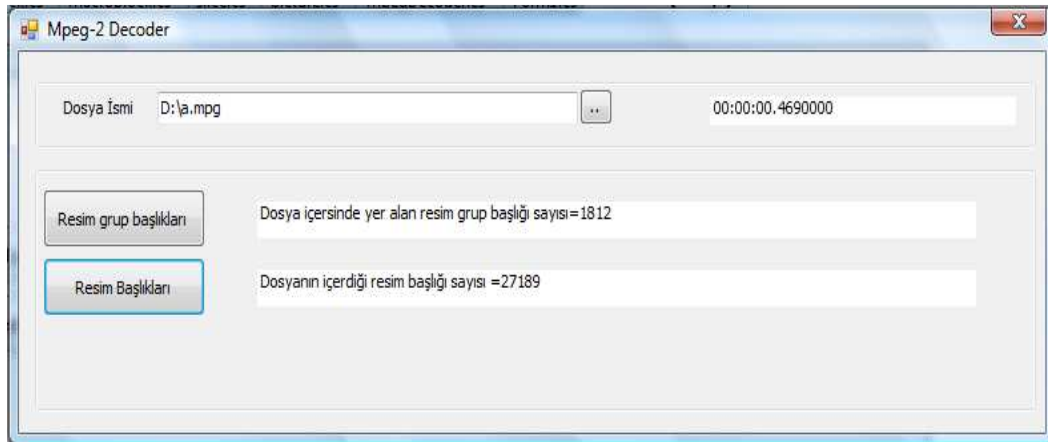 Mpeg-2 Decoder
Dosya İsmi
D:\a.mpg
..
00:00:00.4690000
Resim grup başlıkları
Dosya içersinde yer alan resim grup başlığı sayısı=1812
Resim Başlıkları
Dosyanın içerdiği resim başlığı sayısı =27189